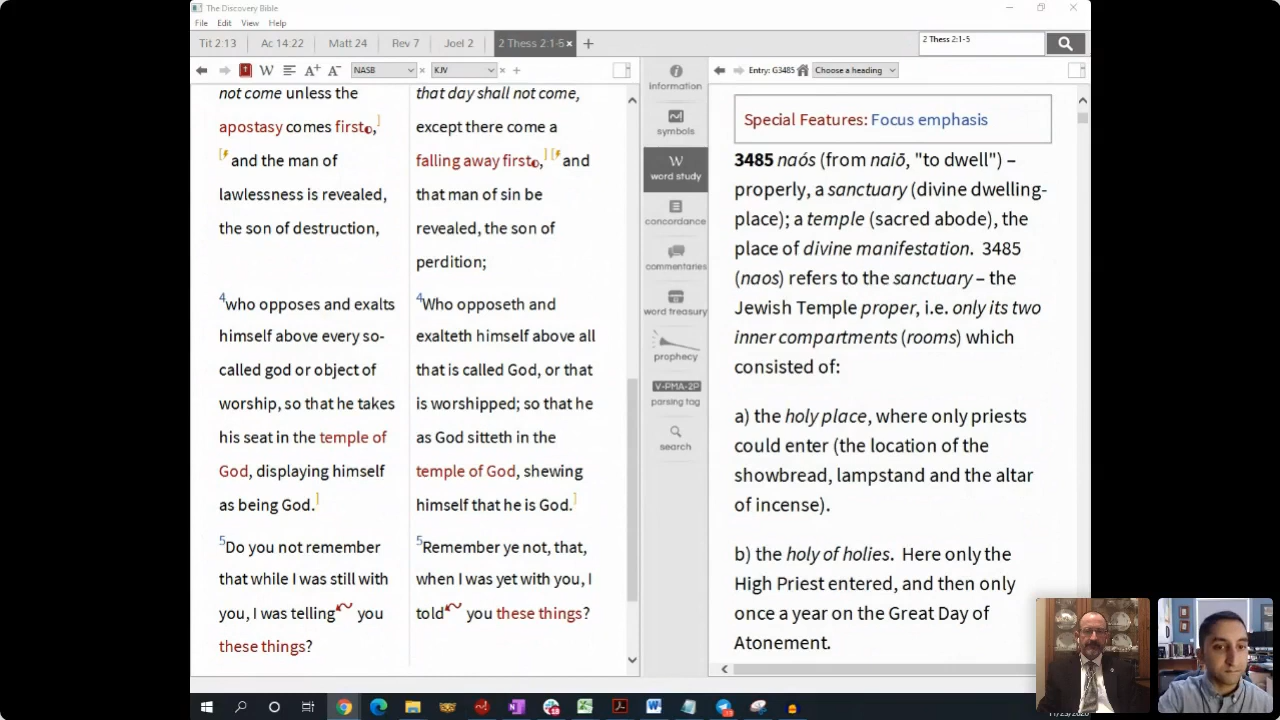 The Discovery Bible
File Edit View Help
Tit 2:13 Ac 14:22 Matt 24 Rev 7 Joel 2 2 Thess 2:1-5 × +
2 Thess 2:1-5
W A+ A- NASB × KJV × +
Entry: G3485 Choose a heading
not come unless the
apostasy comes first,]
[and the man of
lawlessness is revealed,
the son of destruction,
4who opposes and exalts
himself above every so-
called god or object of
worship, so that he takes
his seat in the temple of
God, displaying himself
as being God.]
5Do you not remember
that while I was still with
you, I was telling you
these things?
that day shall not come,
except there come a
falling away first,] [and
that man of sin be
revealed, the son of
perdition;
4Who opposeth and
exalteth himself above all
that is called God, or that
is worshipped; so that he
as God sitteth in the
temple of God, shewing
himself that he is God.]
5Remember ye not, that,
when I was yet with you, I
told you these things?
information
symbols
W
word study
concordance
commentaries
word treasury
prophecy
V-PMA-2P
parsing tag
search
Special Features: Focus emphasis
3485 naós (from naiō, "to dwell") –
properly, a sanctuary (divine dwelling-
place); a temple (sacred abode), the
place of divine manifestation. 3485
(naos) refers to the sanctuary – the
Jewish Temple proper, i.e. only its two
inner compartments (rooms) which
consisted of:
a) the holy place, where only priests
could enter (the location of the
showbread, lampstand and the altar
of incense).
b) the holy of holies. Here only the
High Priest entered, and then only
once a year on the Great Day of
Atonement.